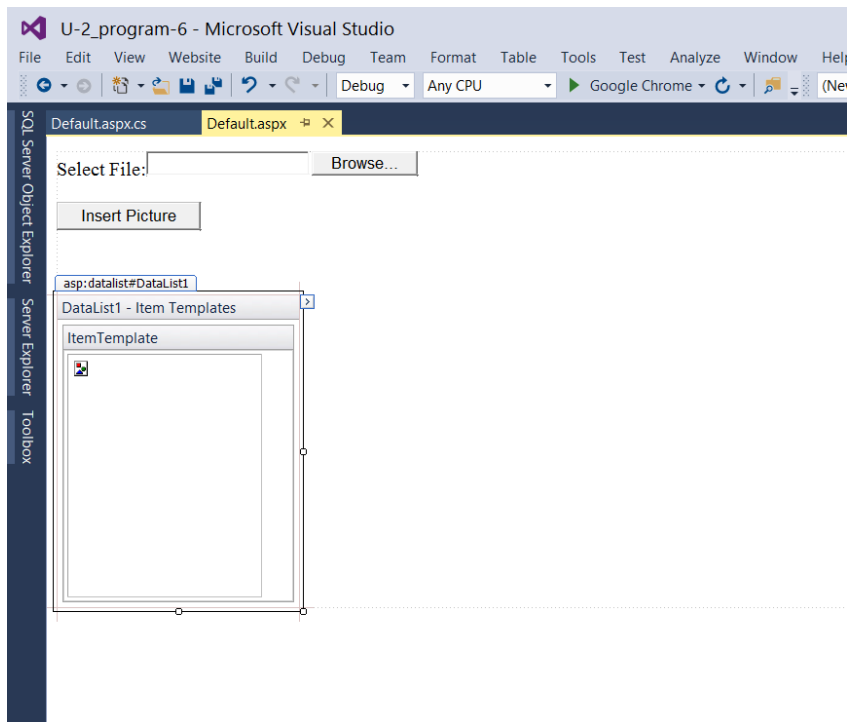 U-2_program-6 - Microsoft Visual Studio
File Edit View Website Build Debug Team Format Table Tools Test Analyze Window Help
Debug Any CPU Google Chrome (Ne
SQL Server Object Explorer
Server Explorer
Toolbox
Default.aspx.cs Default.aspx
Select File: Browse...
Insert Picture
asp:datalist#DataList1
DataList1 - Item Templates
ItemTemplate